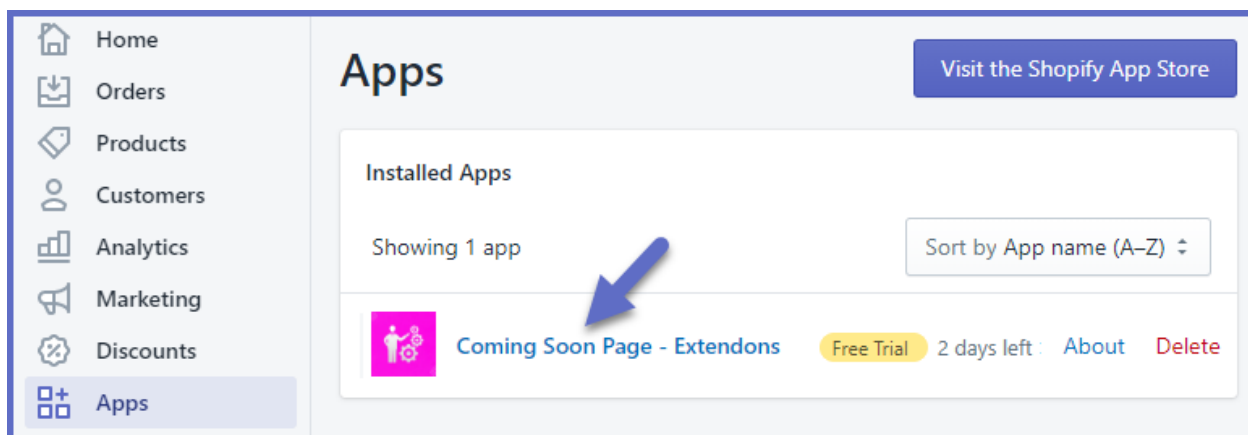 Home
Orders
Products
Customers
Analytics
Marketing
Discounts
Apps
Apps
Visit the Shopify App Store
Installed Apps
Showing 1 app
Sort by App name (A–Z)
Coming Soon Page - Extendons
Free Trial
2 days left
About
Delete